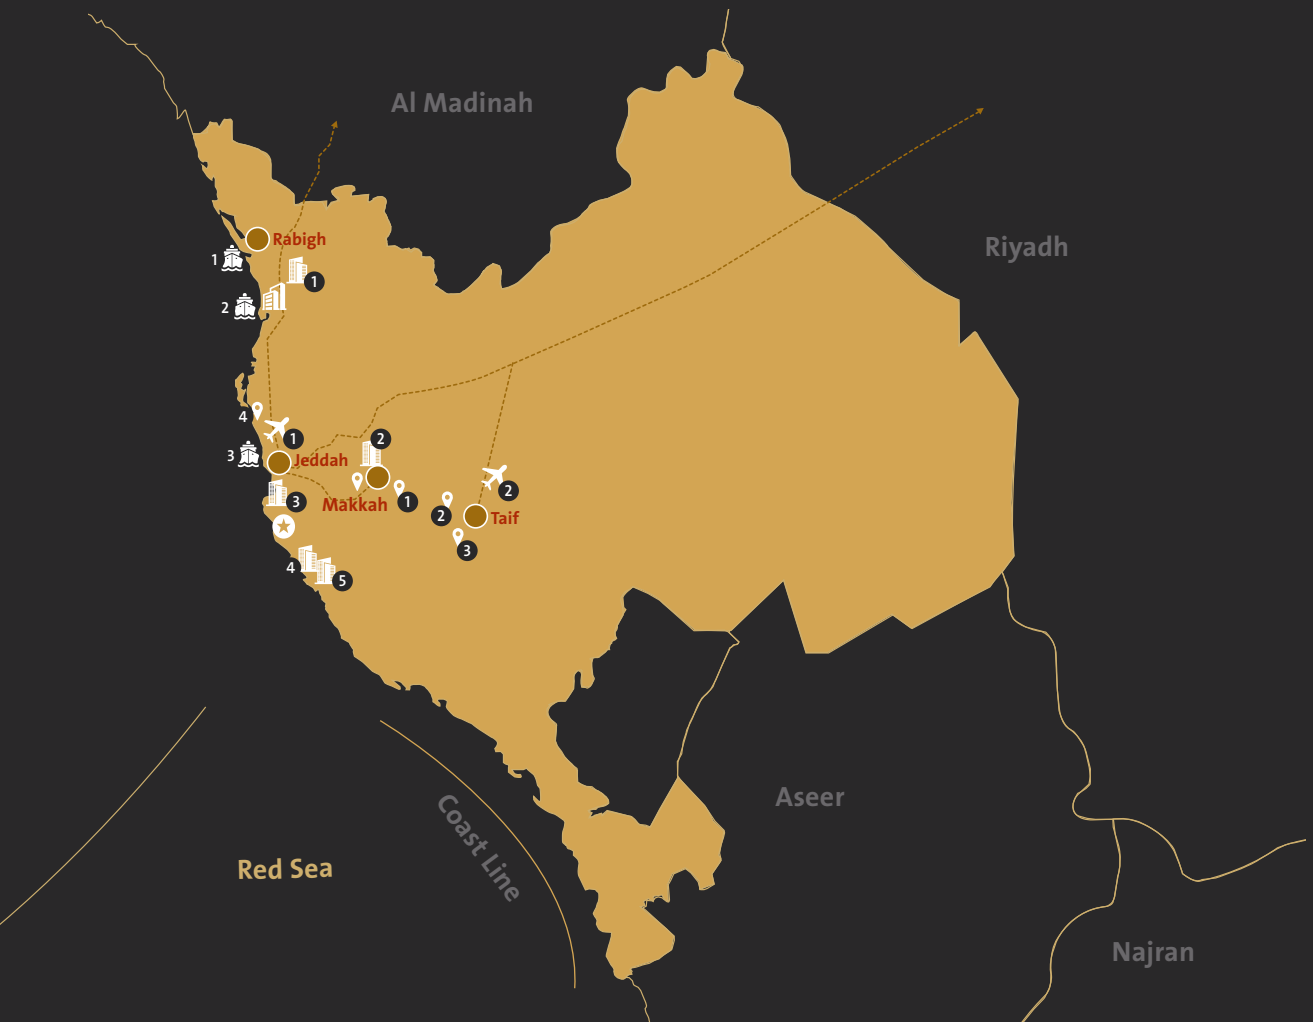 Al Madinah
Riyadh
Rabigh
1
1
2
4
1
2
3
Jeddah
2
3
Makkah
1
2
Taif
3
4
5
Aseer
Coast Line
Red Sea
Najran